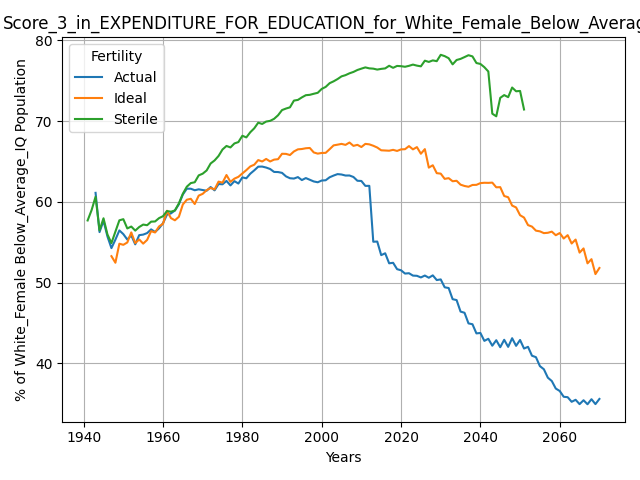 Score_3_in_EXPENDITURE_FOR_EDUCATION_for_White_Female_Below_Averag
Fertility
Actual
Ideal
Sterile
% of White_Female Below_Average_IQ Population
80
70
60
50
40
1940
1960
1980
2000
2020
2040
2060
Years